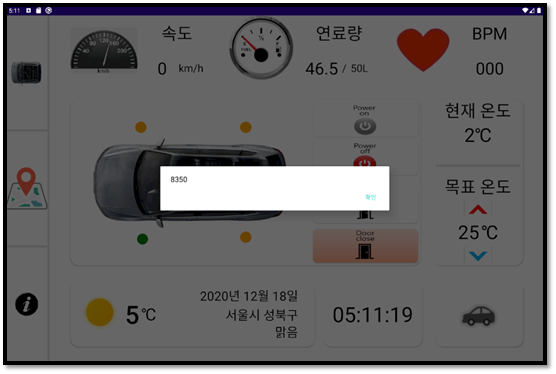 5:11
속도
0 km/h
연료량
46.5 / 50L
BPM
000
Power
on
Power
off
Door
close
현재 온도
2℃
목표 온도
25℃
8350
확인
5℃
2020년 12월 18일
서울시 성북구
맑음
05:11:19